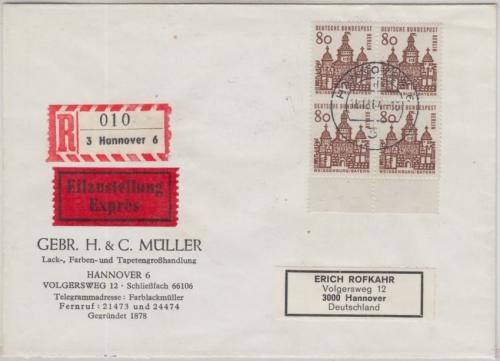 80 DEUTSCHE BUNDESPOST BERLIN
80 DEUTSCHE BUNDESPOST BERLIN
WEISSENBURG/BAYERN
WEISSENBURG/BAYERN
80 DEUTSCHE BUNDESPOST BERLIN
80 DEUTSCHE BUNDESPOST BERLIN
WEISSENBURG/BAYERN
WEISSENBURG/BAYERN
HANNOVER
R
010
3 Hannover 6
Eilzustellung
Exprès
GEBR. H. & C. MÜLLER
Lack-, Farben- und Tapetengroßhandlung
HANNOVER 6
VOLGERSWEG 12 · Schließfach 66106
Telegrammadresse: Farblackmüller
Fernruf: 21473 und 24474
Gegründet 1878
ERICH ROFKAHR
Volgersweg 12
3000 Hannover
Deutschland